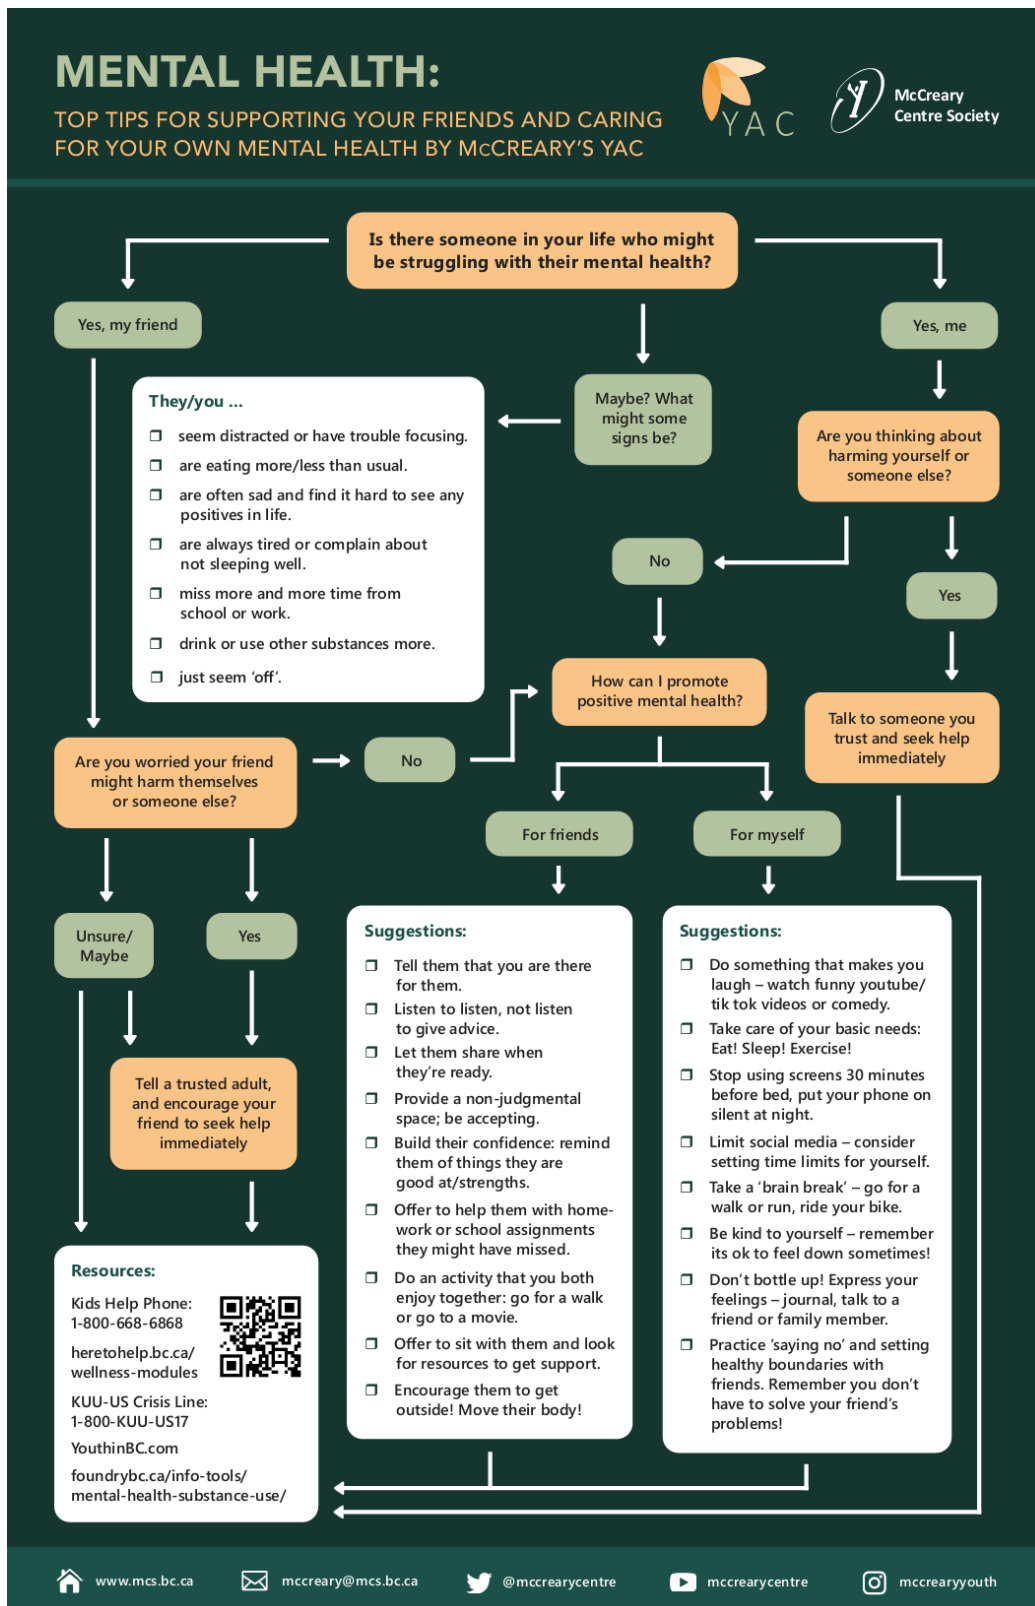 MENTAL HEALTH:
TOP TIPS FOR SUPPORTING YOUR FRIENDS AND CARING
FOR YOUR OWN MENTAL HEALTH BY McCREARY'S YAC
YAC
McCreary
Centre Society
Is there someone in your life who might
be struggling with their mental health?
Yes, my friend
Yes, me
Maybe? What
might some
signs be?
They/you ...
❐ seem distracted or have trouble focusing.
❐ are eating more/less than usual.
❐ are often sad and find it hard to see any
positives in life.
❐ are always tired or complain about
not sleeping well.
❐ miss more and more time from
school or work.
❐ drink or use other substances more.
❐ just seem 'off'.
Are you thinking about
harming yourself or
someone else?
No
Yes
How can I promote
positive mental health?
Talk to someone you
trust and seek help
immediately
Are you worried your friend
might harm themselves
or someone else?
No
For friends
For myself
Unsure/
Maybe
Yes
Tell a trusted adult,
and encourage your
friend to seek help
immediately
Suggestions:
❐ Tell them that you are there
for them.
❐ Listen to listen, not listen
to give advice.
❐ Let them share when
they're ready.
❐ Provide a non-judgmental
space; be accepting.
❐ Build their confidence: remind
them of things they are
good at/strengths.
❐ Offer to help them with home-
work or school assignments
they might have missed.
❐ Do an activity that you both
enjoy together: go for a walk
or go to a movie.
❐ Offer to sit with them and look
for resources to get support.
❐ Encourage them to get
outside! Move their body!
Suggestions:
❐ Do something that makes you
laugh – watch funny youtube/
tik tok videos or comedy.
❐ Take care of your basic needs:
Eat! Sleep! Exercise!
❐ Stop using screens 30 minutes
before bed, put your phone on
silent at night.
❐ Limit social media – consider
setting time limits for yourself.
❐ Take a 'brain break' – go for a
walk or run, ride your bike.
❐ Be kind to yourself – remember
its ok to feel down sometimes!
❐ Don't bottle up! Express your
feelings – journal, talk to a
friend or family member.
❐ Practice 'saying no' and setting
healthy boundaries with
friends. Remember you don't
have to solve your friend's
problems!
Resources:
Kids Help Phone:
1-800-668-6868
heretohelp.bc.ca/
wellness-modules
KUU-US Crisis Line:
1-800-KUU-US17
YouthinBC.com
foundrybc.ca/info-tools/
mental-health-substance-use/
www.mcs.bc.ca
mccreary@mcs.bc.ca
@mccrearycentre
mccrearycentre
mccrearyyouth